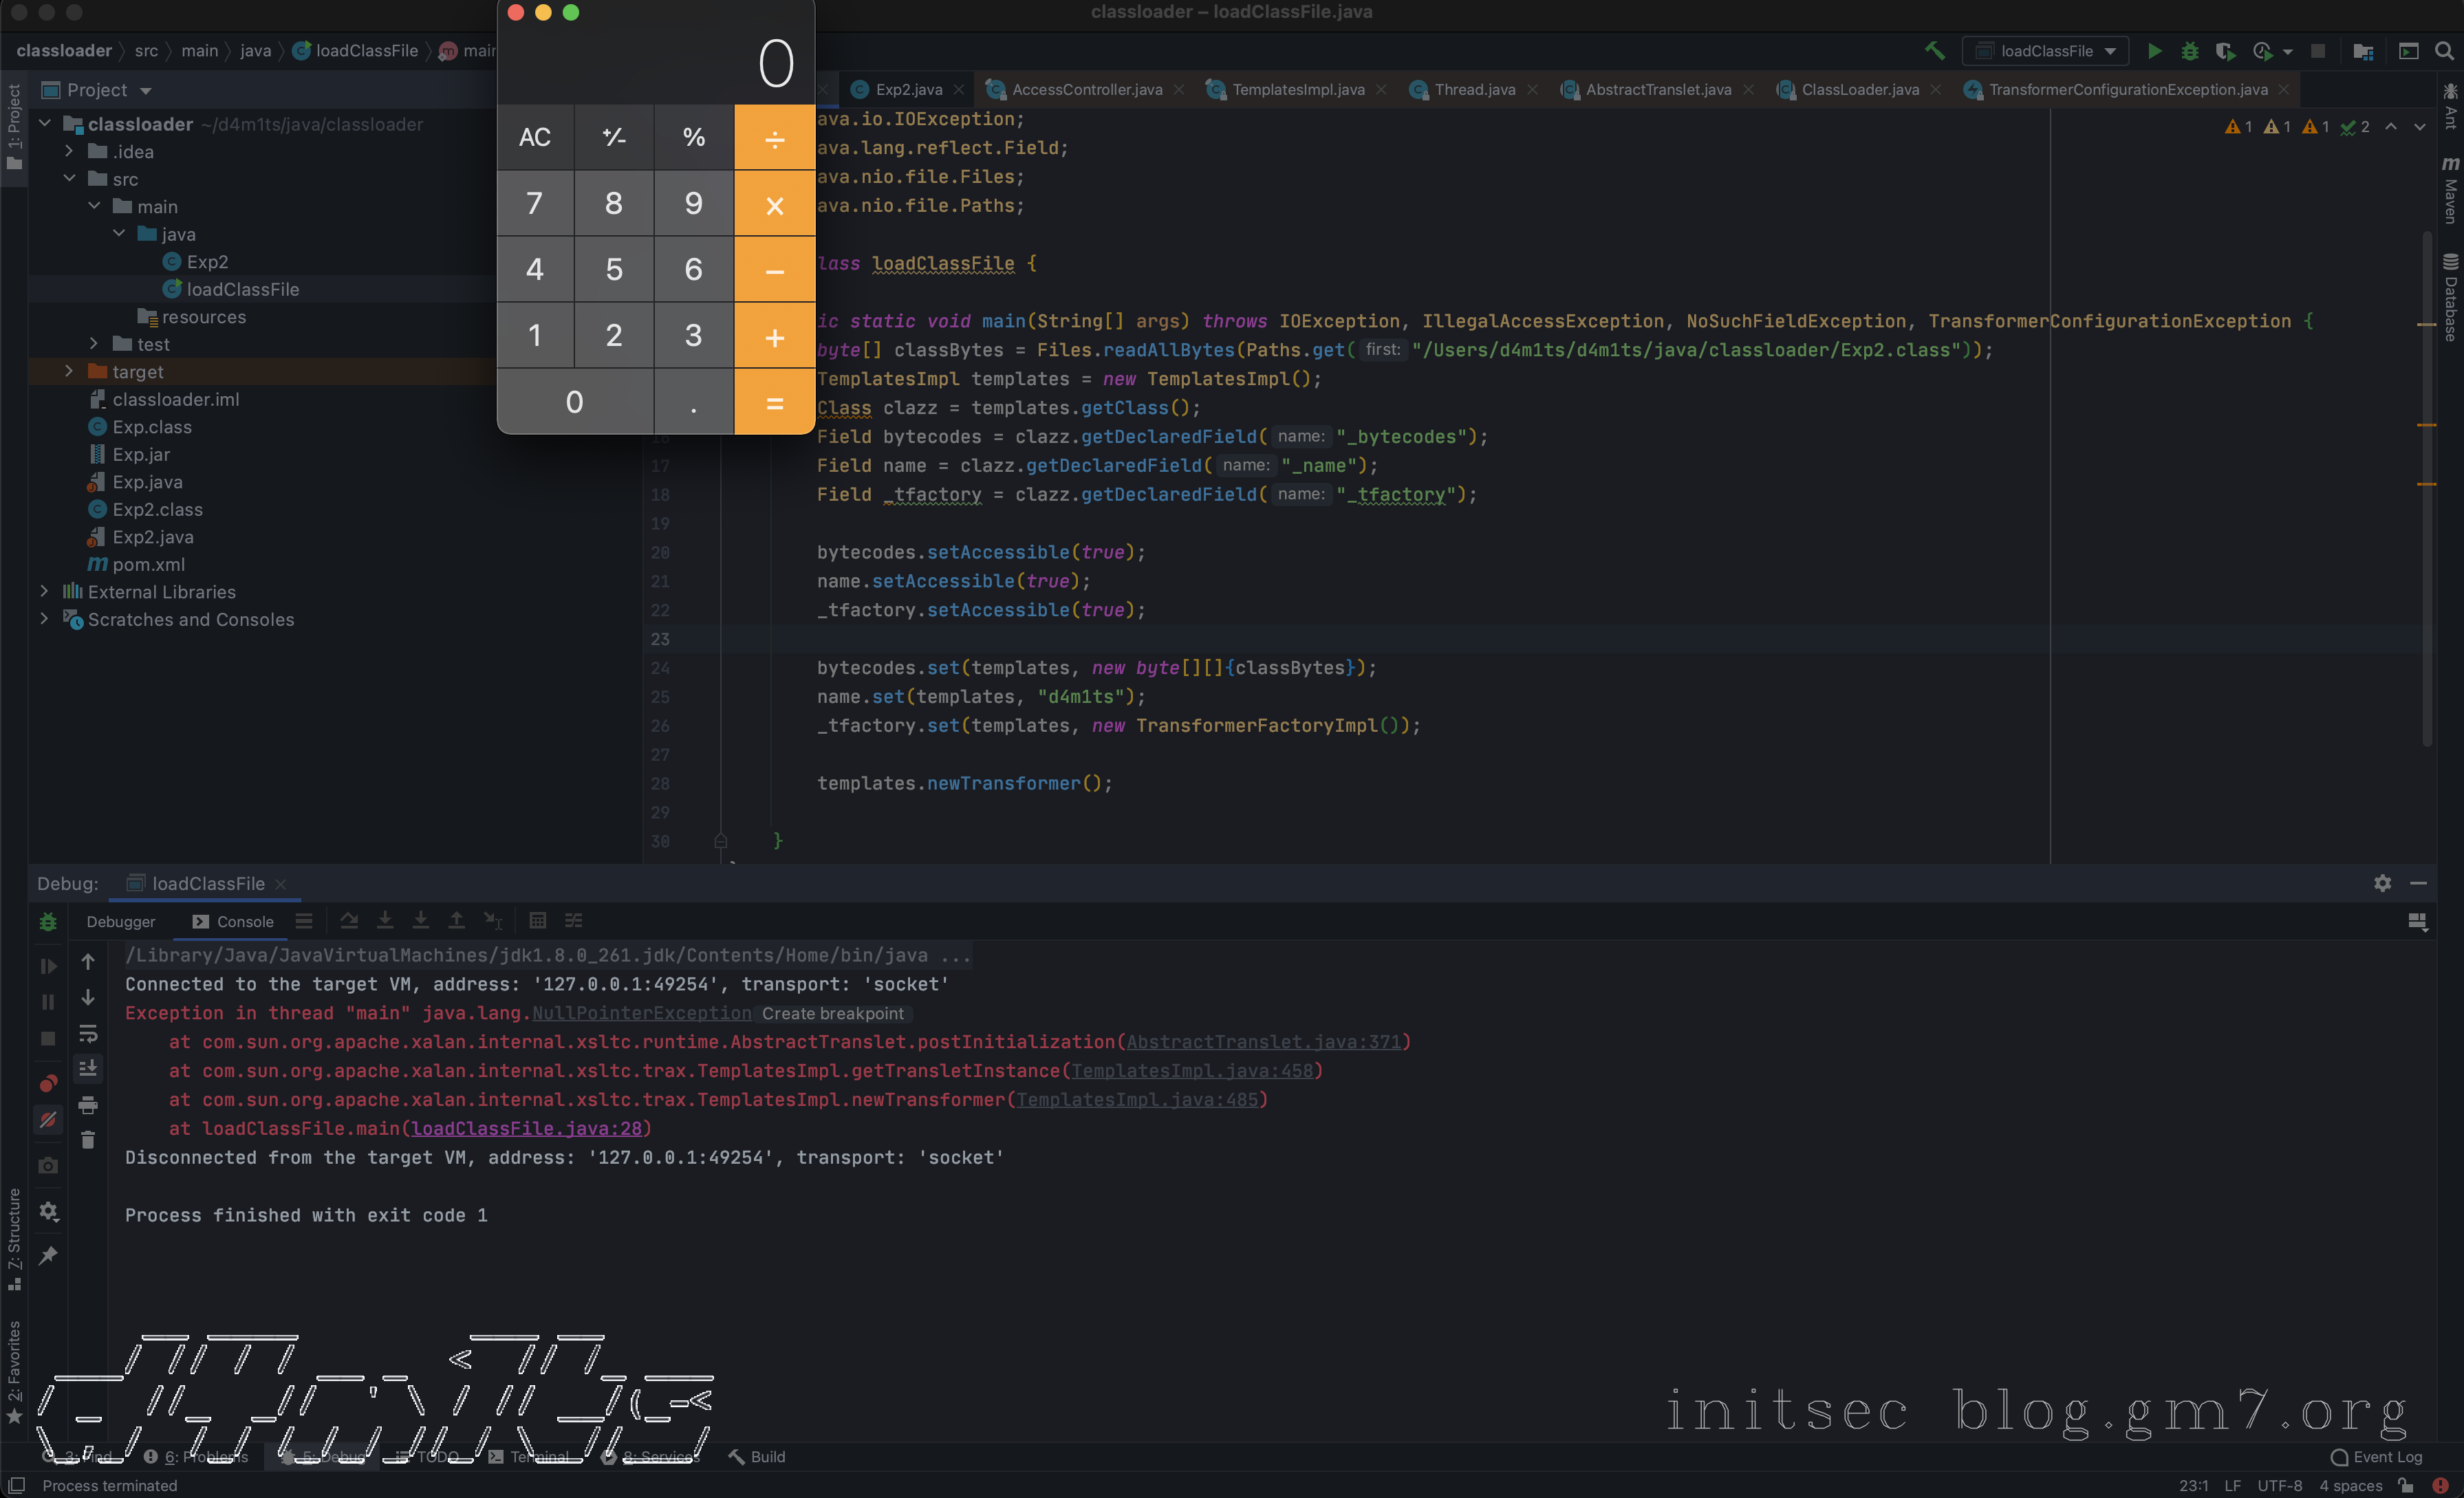 classloader – loadClassFile.java
classloader src main java loadClassFile main
loadClassFile
0
AC +⁄- % ÷
7 8 9 ×
4 5 6 −
1 2 3 +
0 . =
1: Project
Project
classloader ~/d4m1ts/java/classloader
.idea
src
main
java
Exp2
loadClassFile
resources
test
target
classloader.iml
Exp.class
Exp.jar
Exp.java
Exp2.class
Exp2.java
pom.xml
External Libraries
Scratches and Consoles
Exp2.java AccessController.java TemplatesImpl.java Thread.java AbstractTranslet.java ClassLoader.java TransformerConfigurationException.java
1 1 1 2
ava.io.IOException;
ava.lang.reflect.Field;
ava.nio.file.Files;
ava.nio.file.Paths;
lass loadClassFile {
ic static void main(String[] args) throws IOException, IllegalAccessException, NoSuchFieldException, TransformerConfigurationException {
byte[] classBytes = Files.readAllBytes(Paths.get( first: "/Users/d4m1ts/d4m1ts/java/classloader/Exp2.class"));
TemplatesImpl templates = new TemplatesImpl();
Class clazz = templates.getClass();
16 Field bytecodes = clazz.getDeclaredField( name: "_bytecodes");
17 Field name = clazz.getDeclaredField( name: "_name");
18 Field _tfactory = clazz.getDeclaredField( name: "_tfactory");
19
20 bytecodes.setAccessible(true);
21 name.setAccessible(true);
22 _tfactory.setAccessible(true);
23
24 bytecodes.set(templates, new byte[][]{classBytes});
25 name.set(templates, "d4m1ts");
26 _tfactory.set(templates, new TransformerFactoryImpl());
27
28 templates.newTransformer();
29
30 }
Ant
Maven
Database
Debug: loadClassFile
Debugger Console
/Library/Java/JavaVirtualMachines/jdk1.8.0_261.jdk/Contents/Home/bin/java ...
Connected to the target VM, address: '127.0.0.1:49254', transport: 'socket'
Exception in thread "main" java.lang.NullPointerException Create breakpoint
at com.sun.org.apache.xalan.internal.xsltc.runtime.AbstractTranslet.postInitialization(AbstractTranslet.java:371)
at com.sun.org.apache.xalan.internal.xsltc.trax.TemplatesImpl.getTransletInstance(TemplatesImpl.java:458)
at com.sun.org.apache.xalan.internal.xsltc.trax.TemplatesImpl.newTransformer(TemplatesImpl.java:485)
at loadClassFile.main(loadClassFile.java:28)
Disconnected from the target VM, address: '127.0.0.1:49254', transport: 'socket'
Process finished with exit code 1
7: Structure
2: Favorites
initsec blog.gm7.org
3: Find 6: Problems 5: Debug TODO Terminal 8: Services Build
Event Log
Process terminated
23:1 LF UTF-8 4 spaces